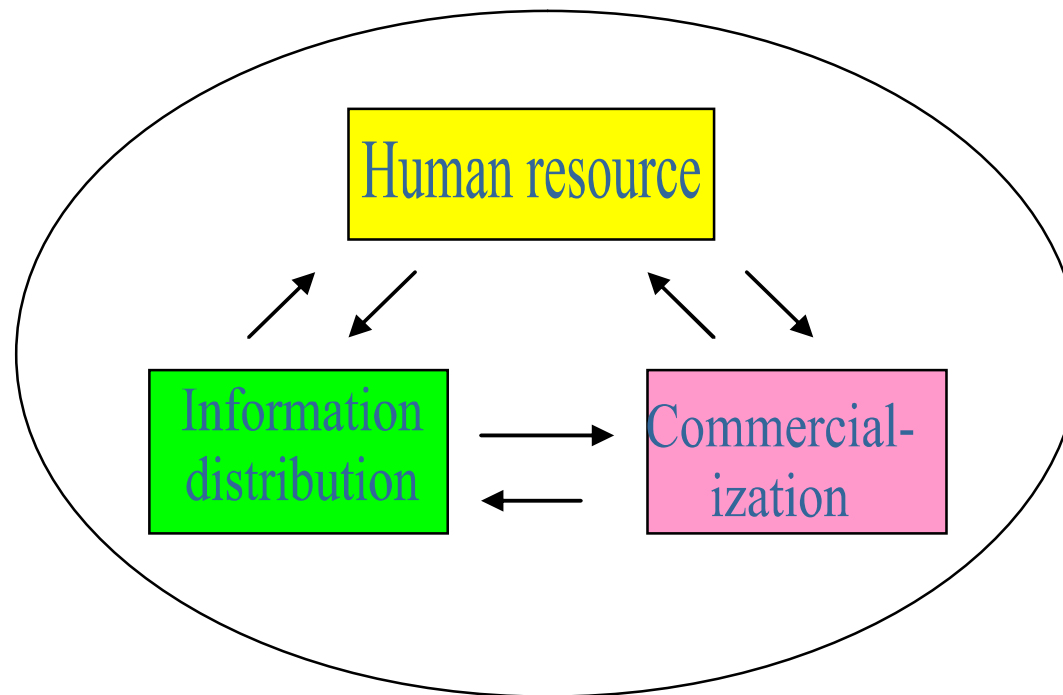 Human resource
Information
distribution
Commercial-
ization